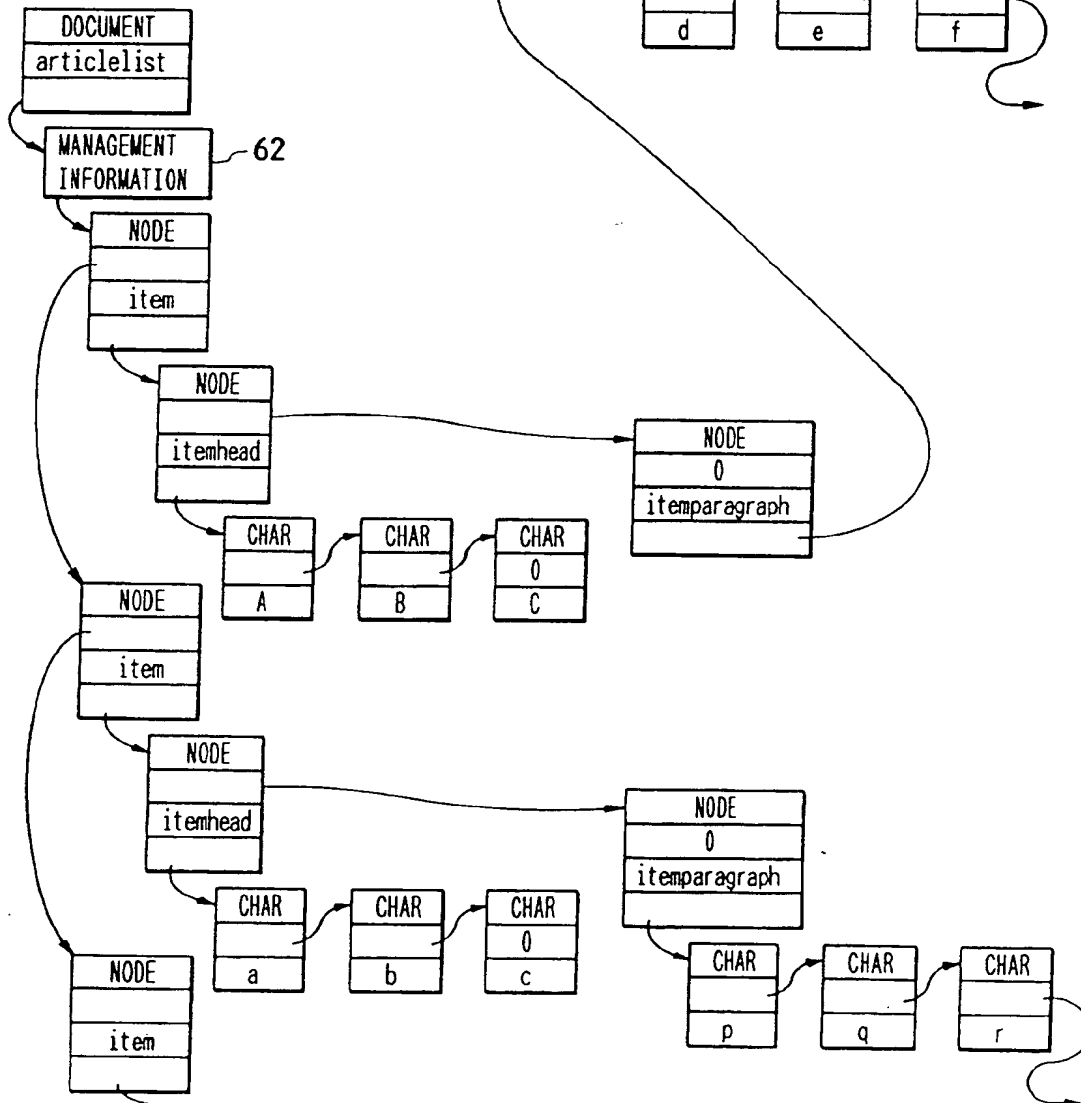 d e f
DOCUMENT
articlelist
MANAGEMENT
INFORMATION
62
NODE
item
NODE
itemhead
NODE
0
itemparagraph
CHAR CHAR CHAR
0
A B C
NODE
item
NODE
itemhead
NODE
0
itemparagraph
CHAR CHAR CHAR
0
a b c
CHAR CHAR CHAR
p q r
NODE
item